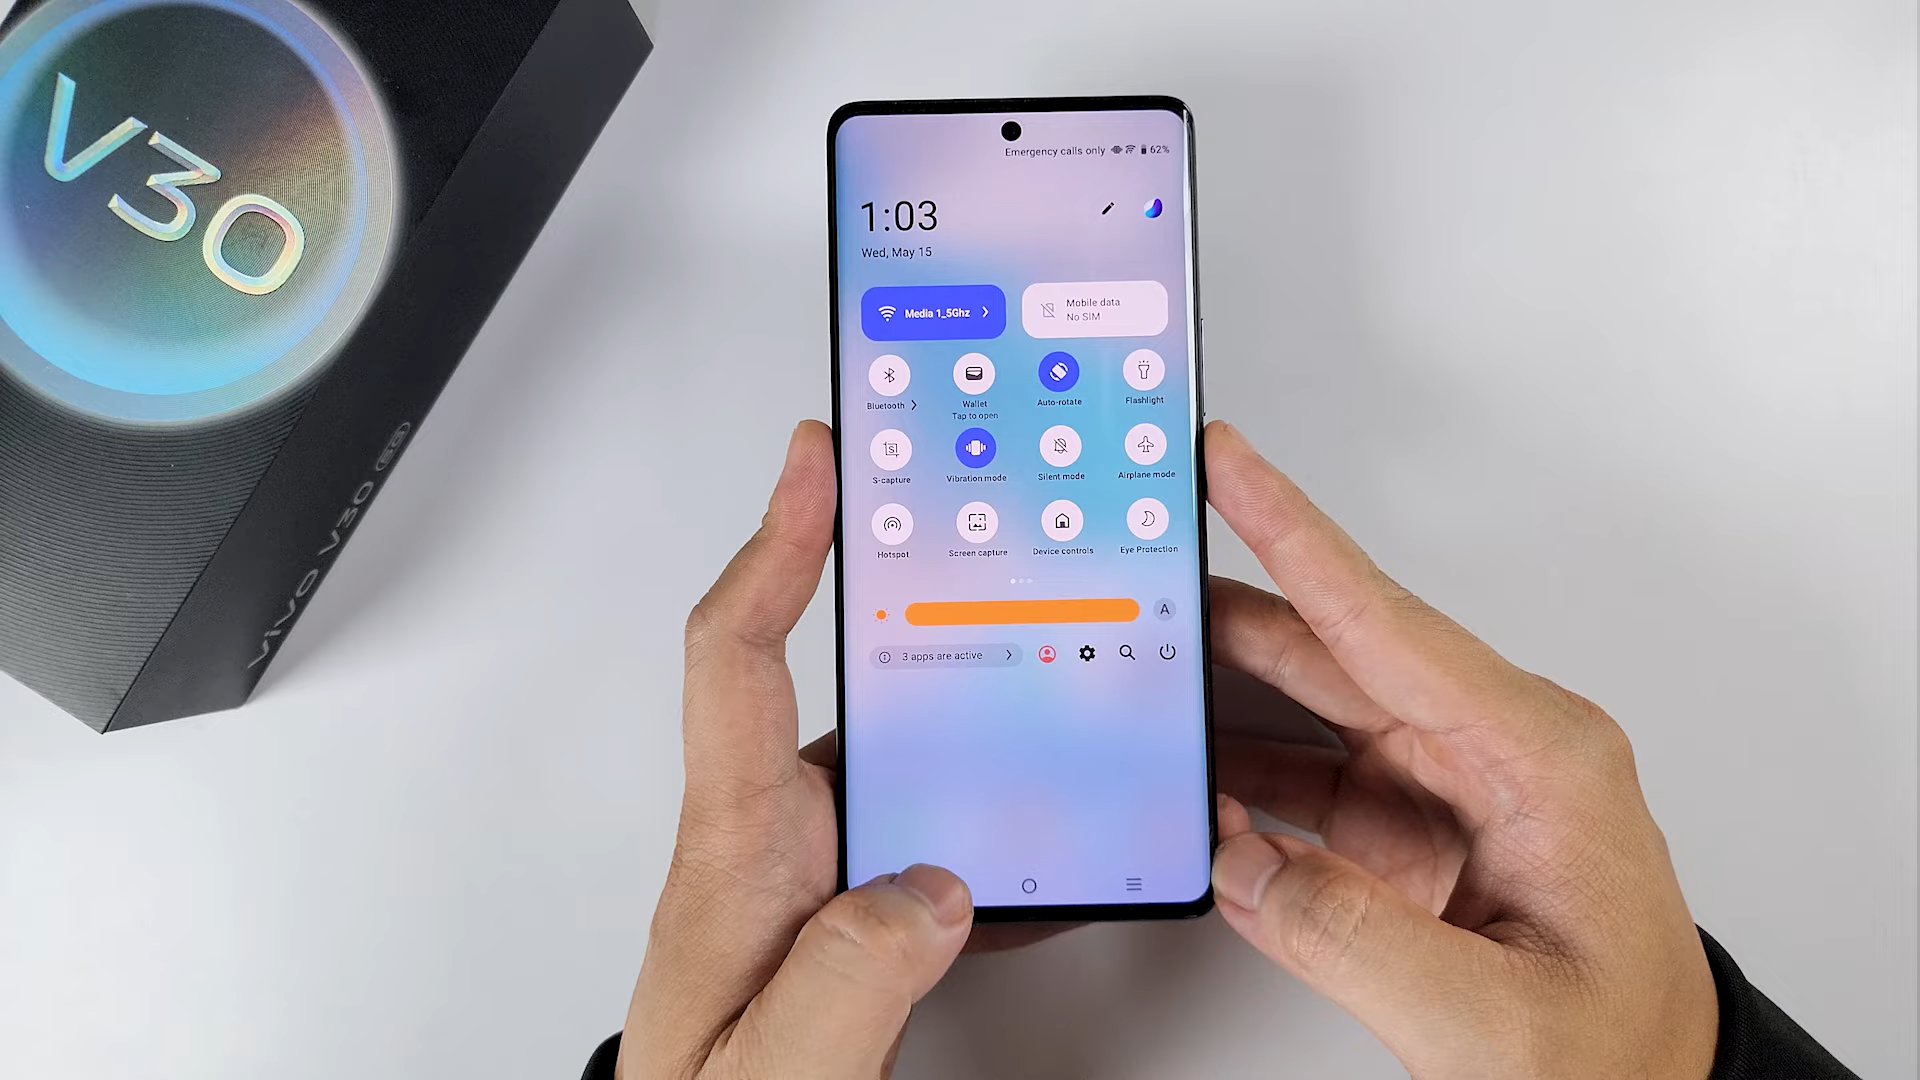 V30
vivo V30 5G
Emergency calls only 62%
1:03
Wed, May 15
Media 1_5Ghz
Mobile data
No SIM
Bluetooth
Wallet
Tap to open
Auto-rotate
Flashlight
S-capture
Vibration mode
Silent mode
Airplane mode
Hotspot
Screen capture
Device controls
Eye Protection
A
3 apps are active